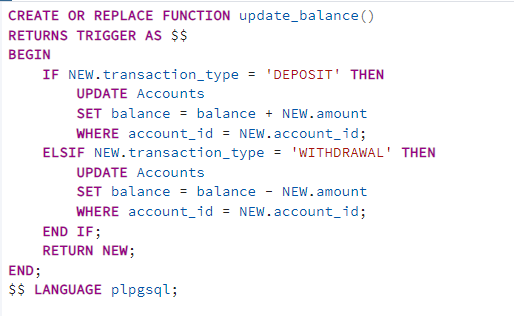 CREATE OR REPLACE FUNCTION update_balance()
RETURNS TRIGGER AS $$
BEGIN
    IF NEW.transaction_type = 'DEPOSIT' THEN
        UPDATE Accounts
        SET balance = balance + NEW.amount
        WHERE account_id = NEW.account_id;
    ELSIF NEW.transaction_type = 'WITHDRAWAL' THEN
        UPDATE Accounts
        SET balance = balance - NEW.amount
        WHERE account_id = NEW.account_id;
    END IF;
    RETURN NEW;
END;
$$ LANGUAGE plpgsql;